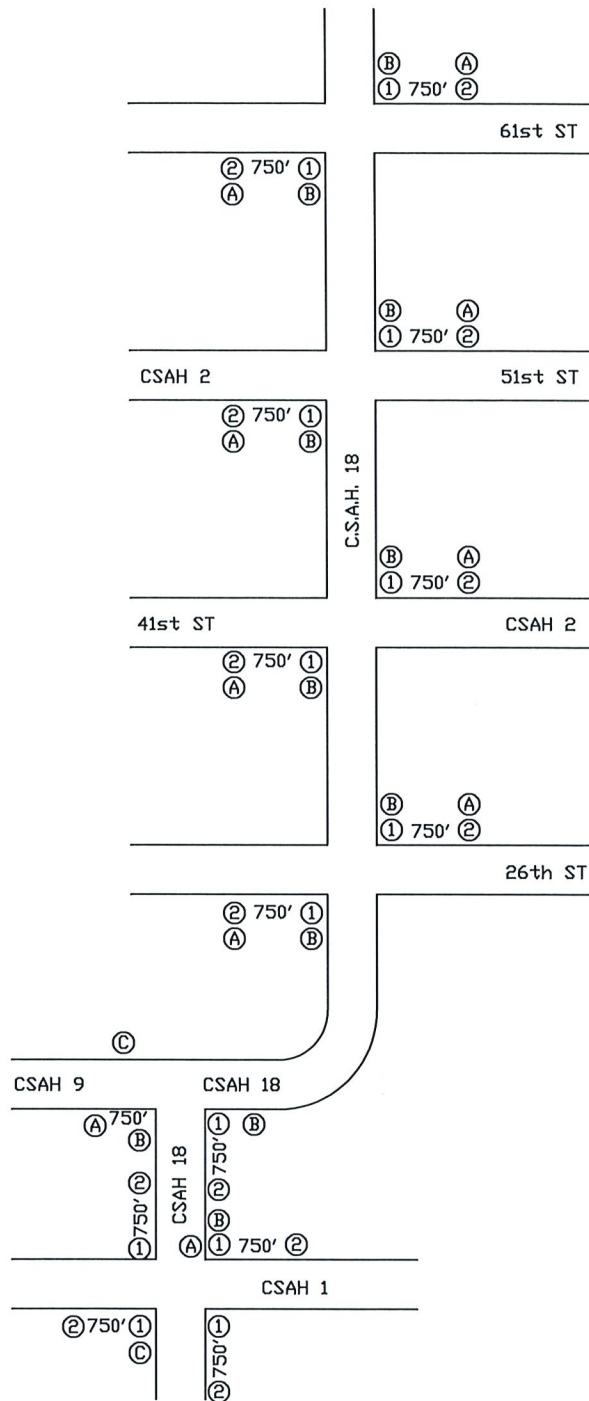 B A
1 750' 2
61st ST
2 750' 1
A B
B A
1 750' 2
CSAH 2 51st ST
2 750' 1
A B
C.S.A.H. 18
B A
1 750' 2
41st ST CSAH 2
2 750' 1
A B
B A
1 750' 2
26th ST
2 750' 1
A B
C
CSAH 9 CSAH 18
A 750' B
1 B
750'
2
CSAH 18
2
750'
1
B
A 1 750' 2
CSAH 1
2 750' 1
C
1
750'
2